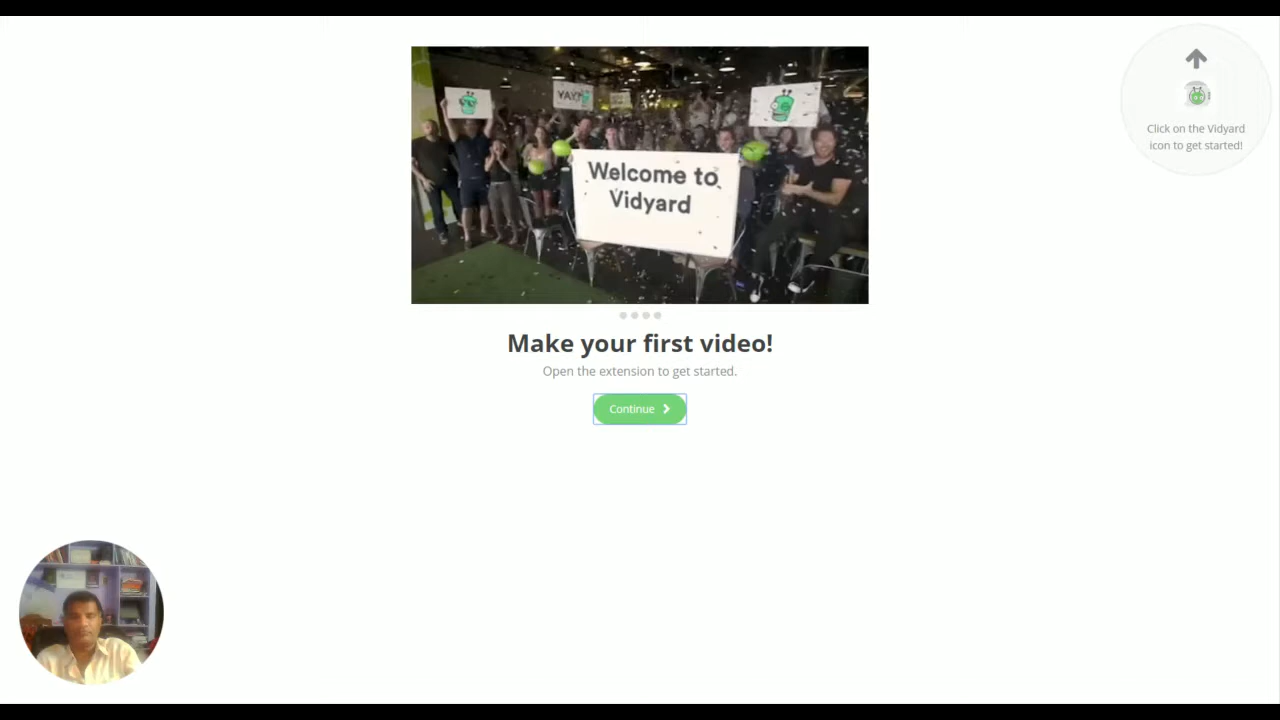 YAY!
Welcome to
Vidyard
Click on the Vidyard
icon to get started!
Make your first video!
Open the extension to get started.
Continue